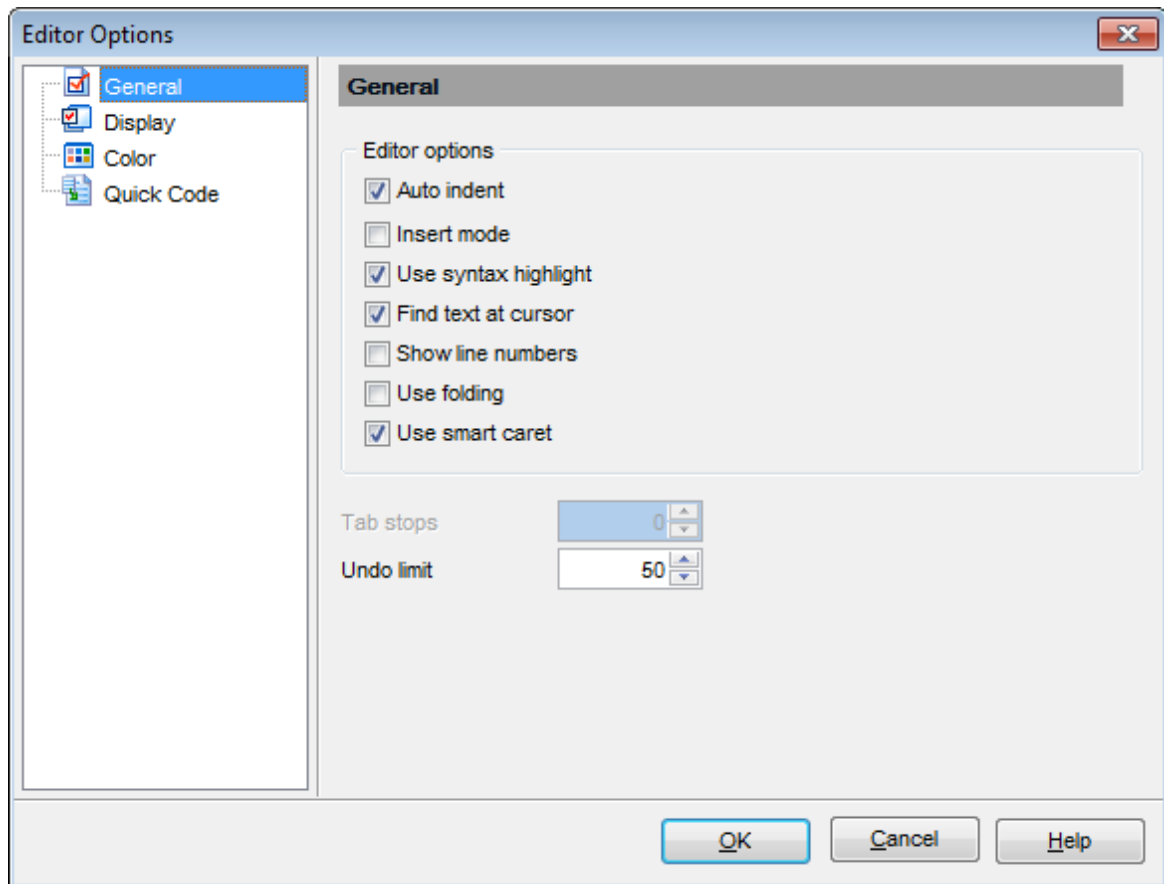 Editor Options
General
Display
Color
Quick Code
General
Editor options
Auto indent
Insert mode
Use syntax highlight
Find text at cursor
Show line numbers
Use folding
Use smart caret
Tab stops 0
Undo limit 50
OK Cancel Help